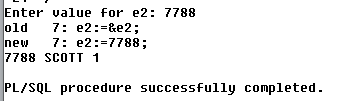 Enter value for e2: 7788
old   7: e2:=&e2;
new   7: e2:=7788;
7788 SCOTT 1
PL/SQL procedure successfully completed.